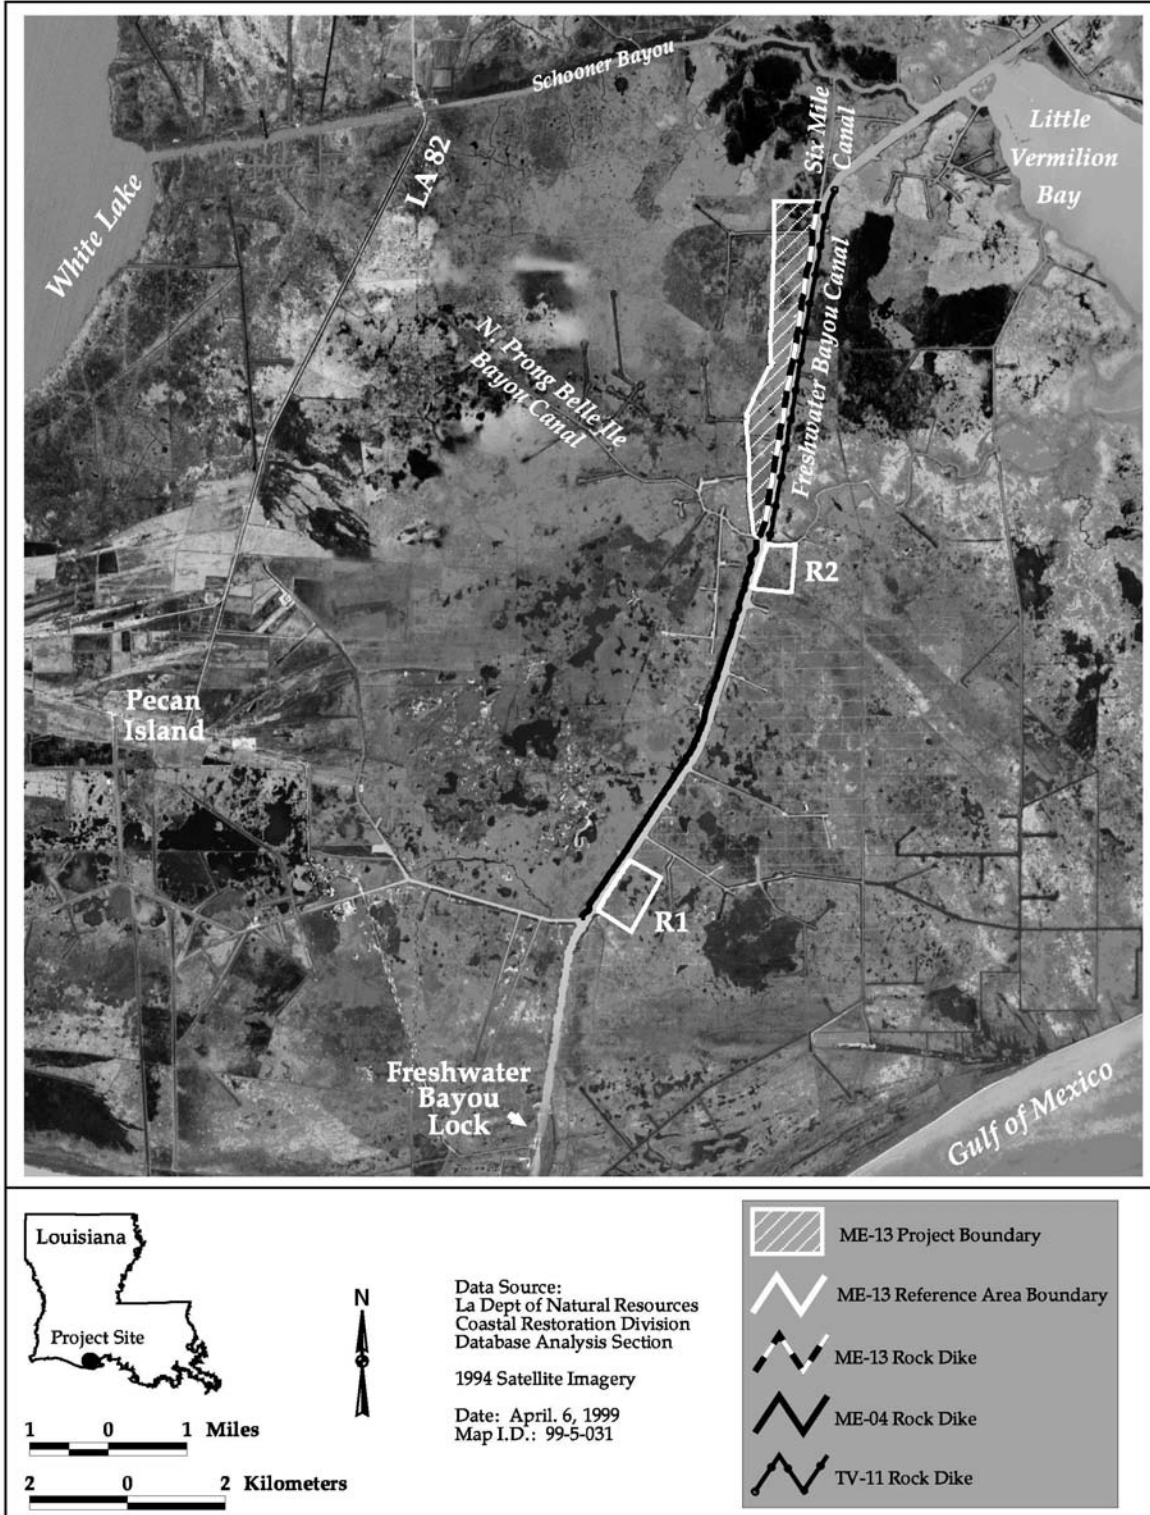 Schooner Bayou
Six Mile
Canal
Little
Vermilion
Bay
LA 82
White Lake
Freshwater Bayou Canal
N. Prong Belle Ile
Bayou Canal
R2
Pecan
Island
R1
Freshwater
Bayou
Lock
Gulf of Mexico
Louisiana
Project Site
N
1 0 1 Miles
2 0 2 Kilometers
Data Source:
La Dept of Natural Resources
Coastal Restoration Division
Database Analysis Section
1994 Satellite Imagery
Date: April. 6, 1999
Map I.D.: 99-5-031
ME-13 Project Boundary
ME-13 Reference Area Boundary
ME-13 Rock Dike
ME-04 Rock Dike
TV-11 Rock Dike